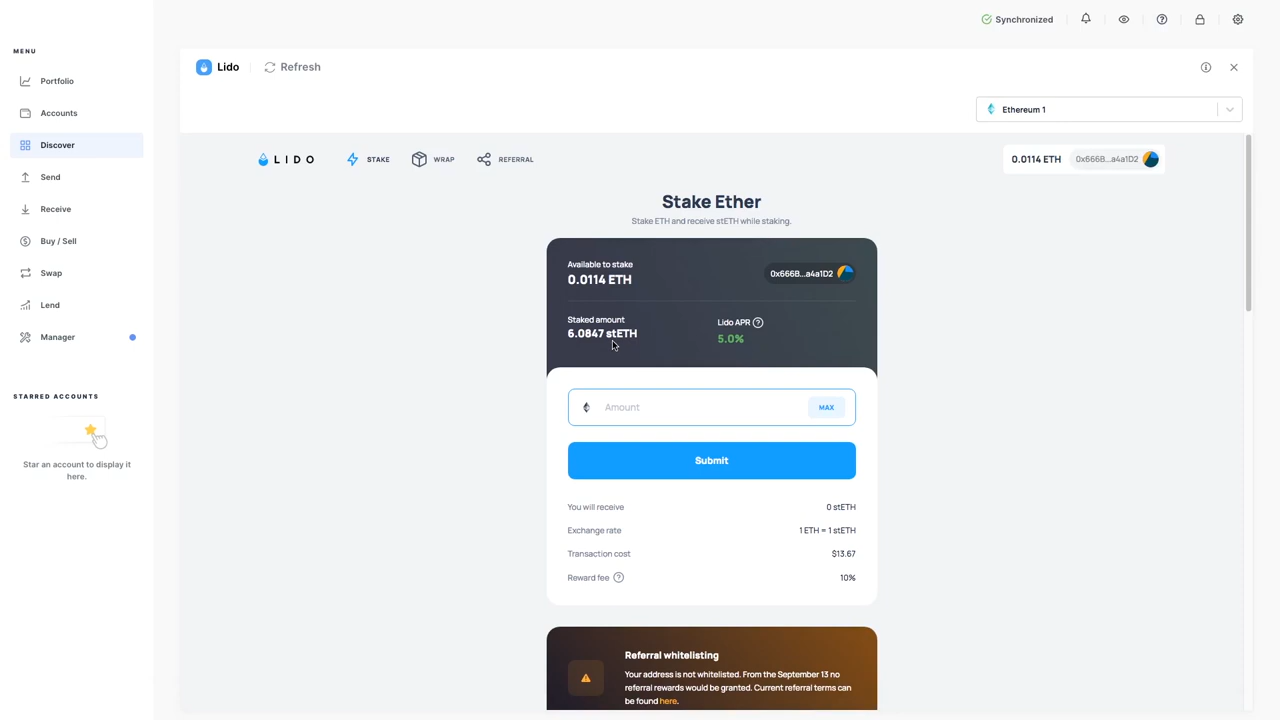 Synchronized
MENU
Portfolio
Accounts
Discover
Send
Receive
Buy / Sell
Swap
Lend
Manager
STARRED ACCOUNTS
Star an account to display it
here.
Lido
Refresh
Ethereum 1
LIDO
STAKE
WRAP
REFERRAL
0.0114 ETH
0x666B...a4a1D2
Stake Ether
Stake ETH and receive stETH while staking.
Available to stake
0.0114 ETH
0x666B...a4a1D2
Staked amount
6.0847 stETH
Lido APR
5.0%
Amount
MAX
Submit
You will receive
0 stETH
Exchange rate
1 ETH = 1 stETH
Transaction cost
$13.67
Reward fee
10%
Referral whitelisting
Your address is not whitelisted. From the September 13 no
referral rewards would be granted. Current referral terms can
be found here.